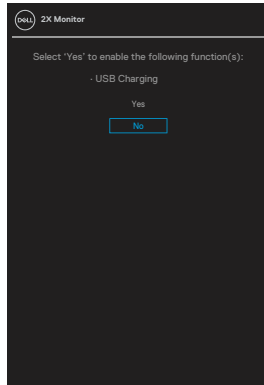 DELL 2X Monitor
Select ‘Yes’ to enable the following function(s):
· USB Charging
Yes
No